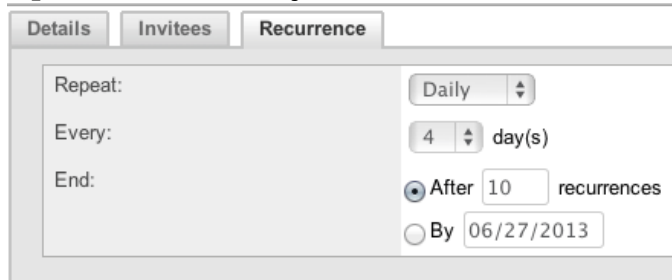 Details Invitees Recurrence
Repeat: Daily
Every: 4 day(s)
End: After 10 recurrences
By 06/27/2013